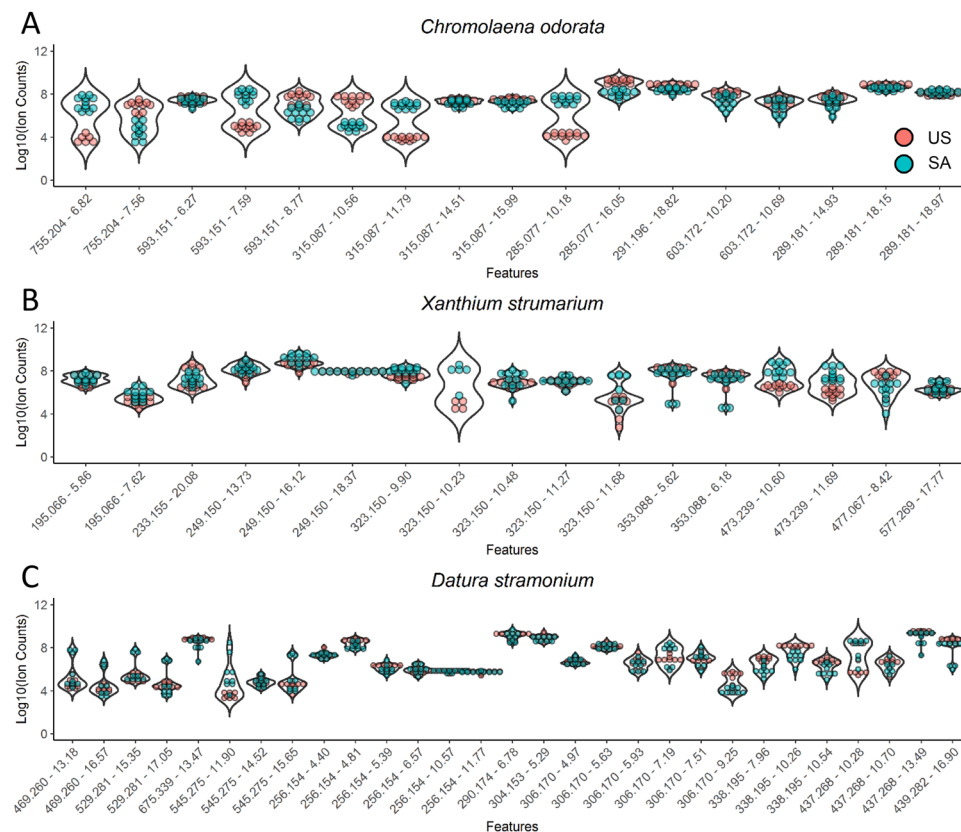 A
Chromolaena odorata
Log10(Ion Counts)
12
8
4
0
US
SA
755.204 - 6.82
755.204 - 7.56
593.151 - 6.27
593.151 - 7.59
593.151 - 8.77
315.087 - 10.56
315.087 - 11.79
315.087 - 14.51
315.087 - 15.99
285.077 - 10.18
285.077 - 16.05
291.196 - 18.82
603.172 - 10.20
603.172 - 10.69
289.181 - 14.93
289.181 - 18.15
289.181 - 18.97
Features
B
Xanthium strumarium
Log10(Ion Counts)
12
8
4
0
195.066 - 5.86
195.066 - 7.62
233.155 - 20.08
249.150 - 13.73
249.150 - 16.12
249.150 - 18.37
323.150 - 9.90
323.150 - 10.23
323.150 - 10.48
323.150 - 11.27
323.150 - 11.68
353.088 - 5.62
353.088 - 6.18
473.239 - 10.60
473.239 - 11.69
477.067 - 8.42
577.269 - 17.77
Features
C
Datura stramonium
Log10(Ion Counts)
12
8
4
0
469.260 - 13.18
469.260 - 16.57
529.281 - 15.35
529.281 - 17.05
675.339 - 13.47
545.275 - 11.90
545.275 - 14.52
545.275 - 15.65
256.154 - 4.40
256.154 - 4.81
256.154 - 5.39
256.154 - 6.57
256.154 - 10.57
256.154 - 11.77
290.174 - 6.78
304.153 - 5.29
306.170 - 4.97
306.170 - 5.63
306.170 - 5.93
306.170 - 7.19
306.170 - 7.51
306.170 - 9.25
338.195 - 7.96
338.195 - 10.26
338.195 - 10.54
437.268 - 10.28
437.268 - 10.70
437.268 - 13.49
439.282 - 16.90
Features